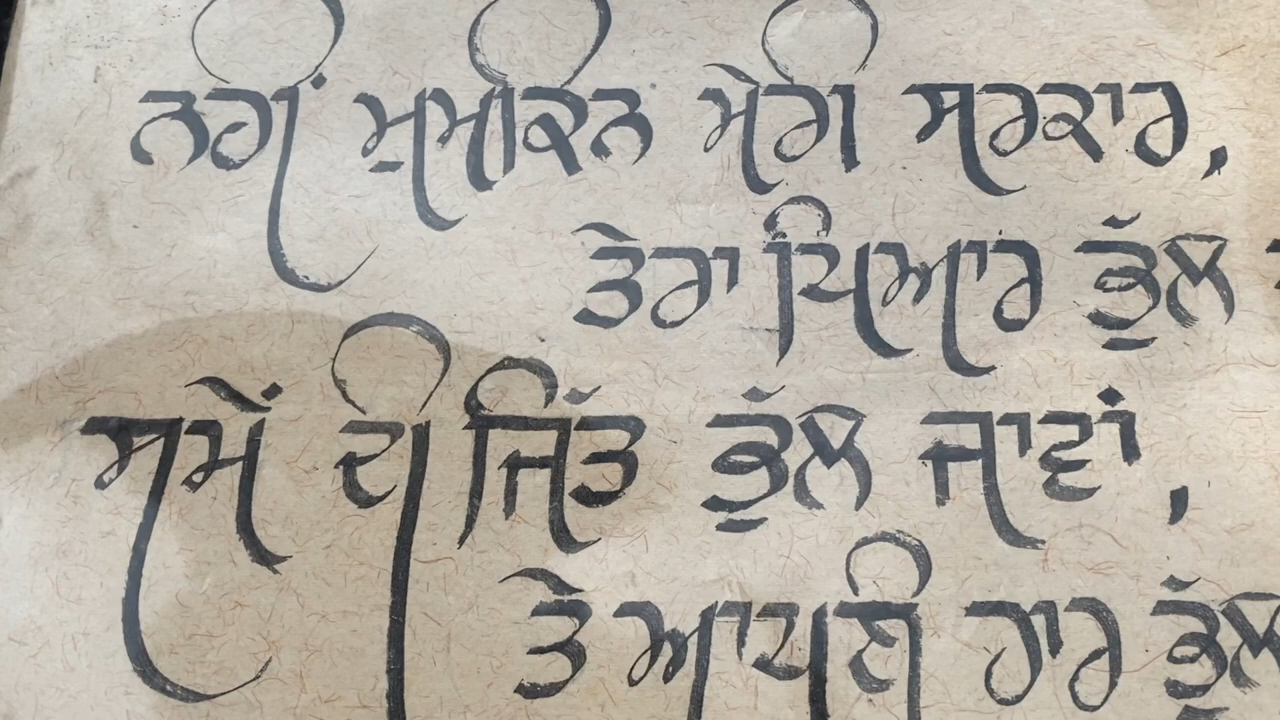 ਨਹੀਂ ਮੁਮਕਿਨ ਮੇਰੀ ਸਰਕਾਰ,
ਤੇਰਾ ਪਿਆਰ ਭੁੱਲ
ਸਮੇਂ ਦੀ ਜਿੱਤ ਭੁੱਲ ਜਾਵਾਂ,
ਤੇ ਆਪਣੀ ਹਾਰ ਭੁੱਲ